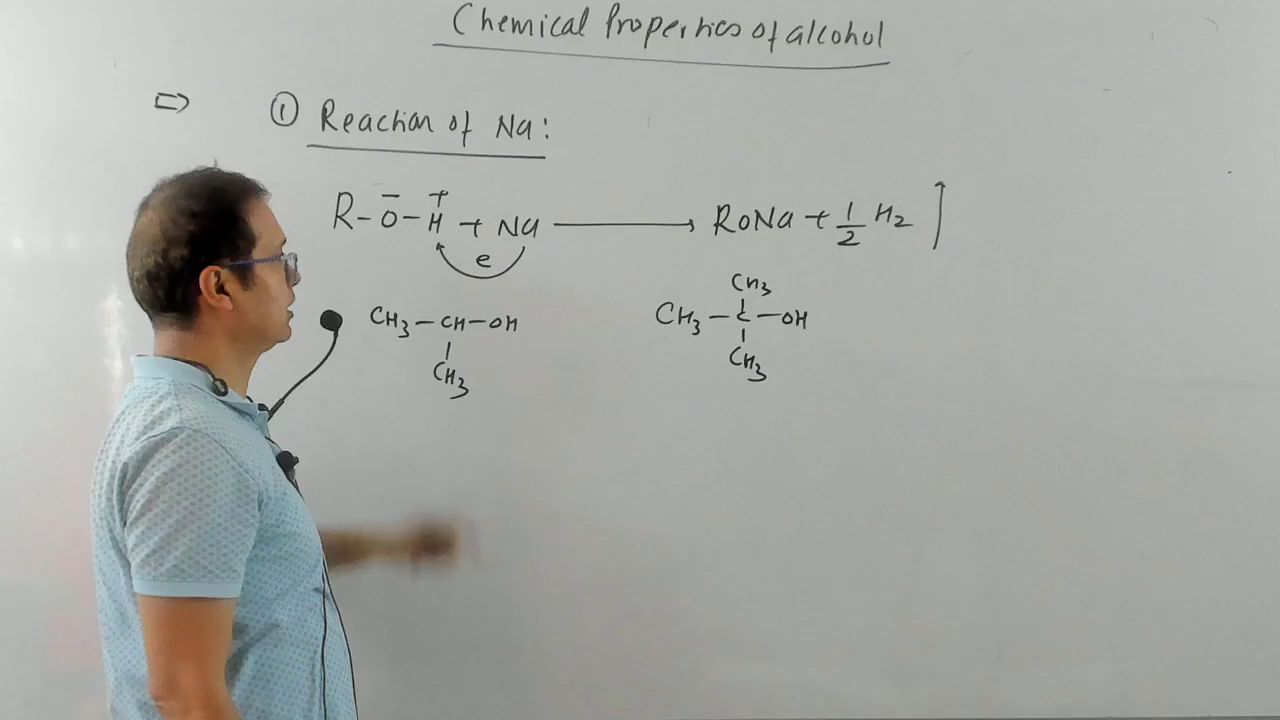 Chemical Properties of alcohol
⇨ ① Reaction of Na:
R-O-H + Na ⟶ RONa + 1/2 H2 ↑
− +
e
CH3
CH3-CH-OH CH3-C-OH
CH3 CH3